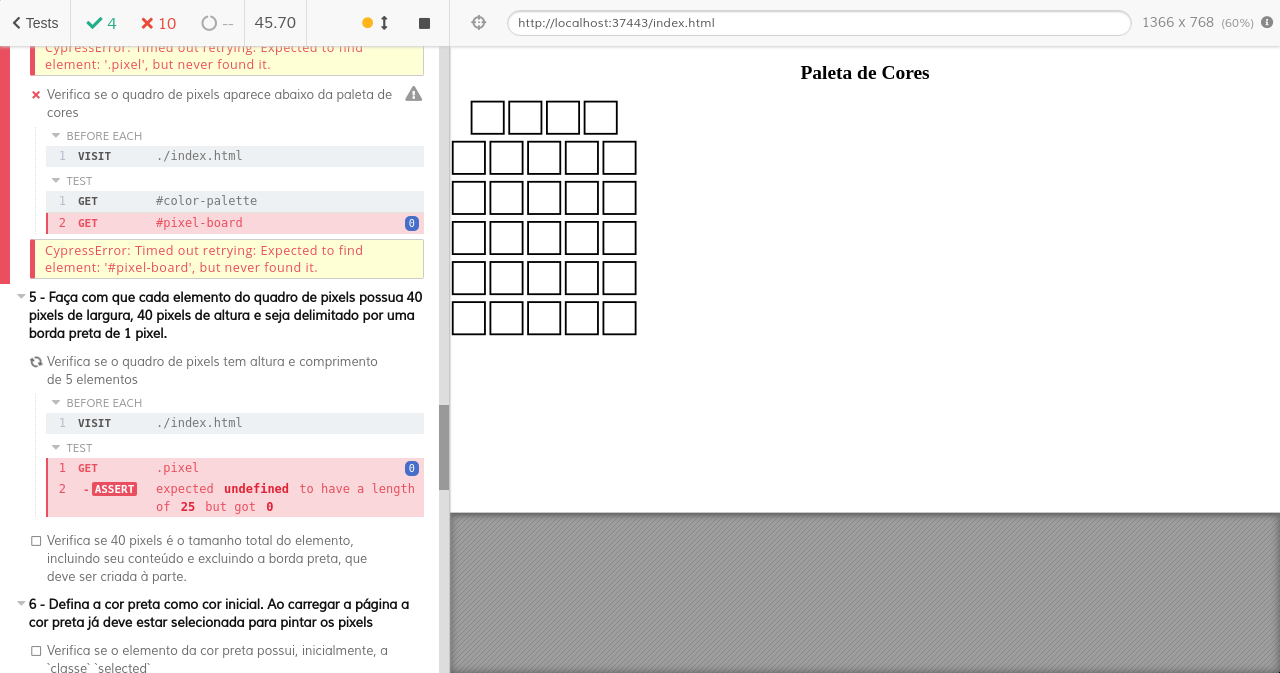 Tests 4 10 -- 45.70 http://localhost:37443/index.html 1366 x 768 (60%)
CypressError: Timed out retrying: Expected to find
element: '.pixel', but never found it.
Verifica se o quadro de pixels aparece abaixo da paleta de
cores
BEFORE EACH
1 VISIT ./index.html
TEST
1 GET #color-palette
2 GET #pixel-board 0
CypressError: Timed out retrying: Expected to find
element: '#pixel-board', but never found it.
5 - Faça com que cada elemento do quadro de pixels possua 40
pixels de largura, 40 pixels de altura e seja delimitado por uma
borda preta de 1 pixel.
Verifica se o quadro de pixels tem altura e comprimento
de 5 elementos
BEFORE EACH
1 VISIT ./index.html
TEST
1 GET .pixel 0
2 -ASSERT expected undefined to have a length
of 25 but got 0
Verifica se 40 pixels é o tamanho total do elemento,
incluindo seu conteúdo e excluindo a borda preta, que
deve ser criada à parte.
6 - Defina a cor preta como cor inicial. Ao carregar a página a
cor preta já deve estar selecionada para pintar os pixels
Verifica se o elemento da cor preta possui, inicialmente, a
`classe` `selected`
Paleta de Cores